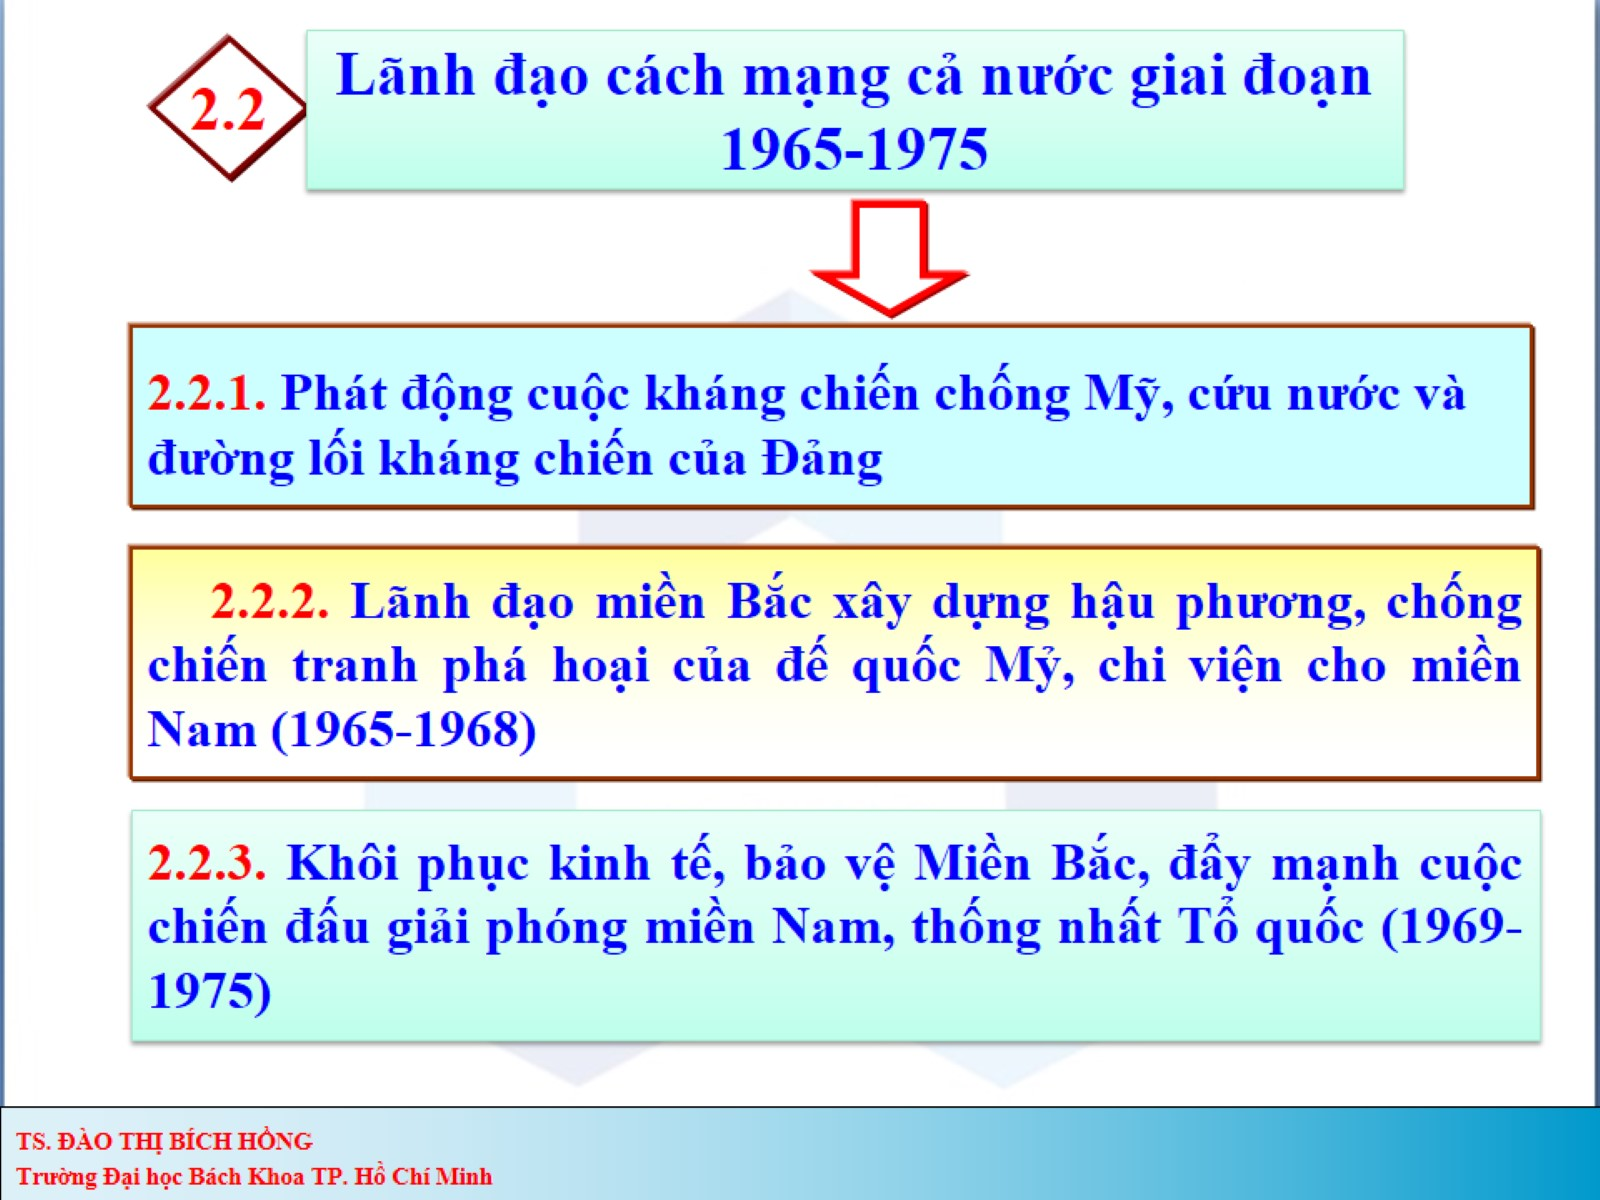 2.2
Lãnh đạo cách mạng cả nước giai đoạn
1965-1975
2.2.1. Phát động cuộc kháng chiến chống Mỹ, cứu nước và
đường lối kháng chiến của Đảng
2.2.2. Lãnh đạo miền Bắc xây dựng hậu phương, chống
chiến tranh phá hoại của đế quốc Mỷ, chi viện cho miền
Nam (1965-1968)
2.2.3. Khôi phục kinh tế, bảo vệ Miền Bắc, đẩy mạnh cuộc
chiến đấu giải phóng miền Nam, thống nhất Tổ quốc (1969-
1975)
TS. ĐÀO THỊ BÍCH HỒNG
Trường Đại học Bách Khoa TP. Hồ Chí Minh